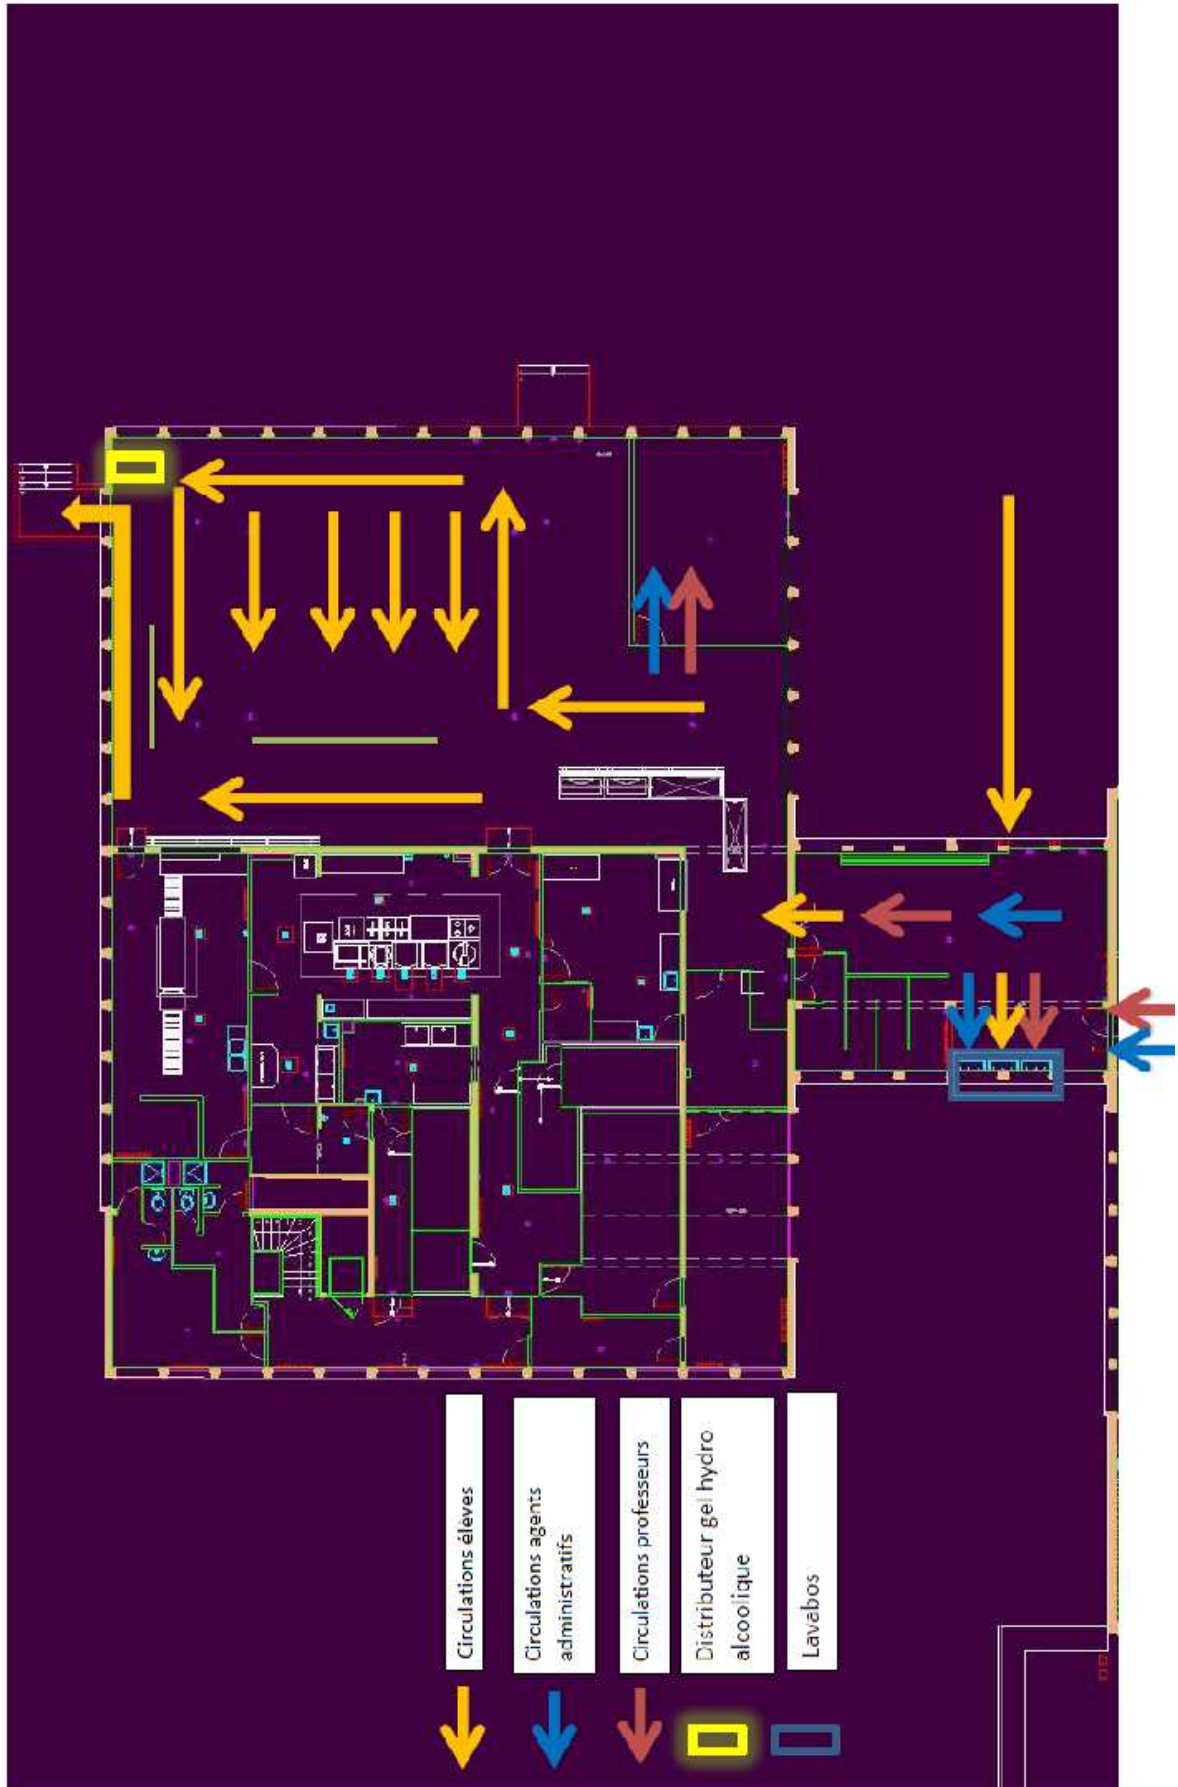 Circulations élèves
Circulations agents
administratifs
Circulations professeurs
Distributeur gel hydro
alcoolique
Lavabos